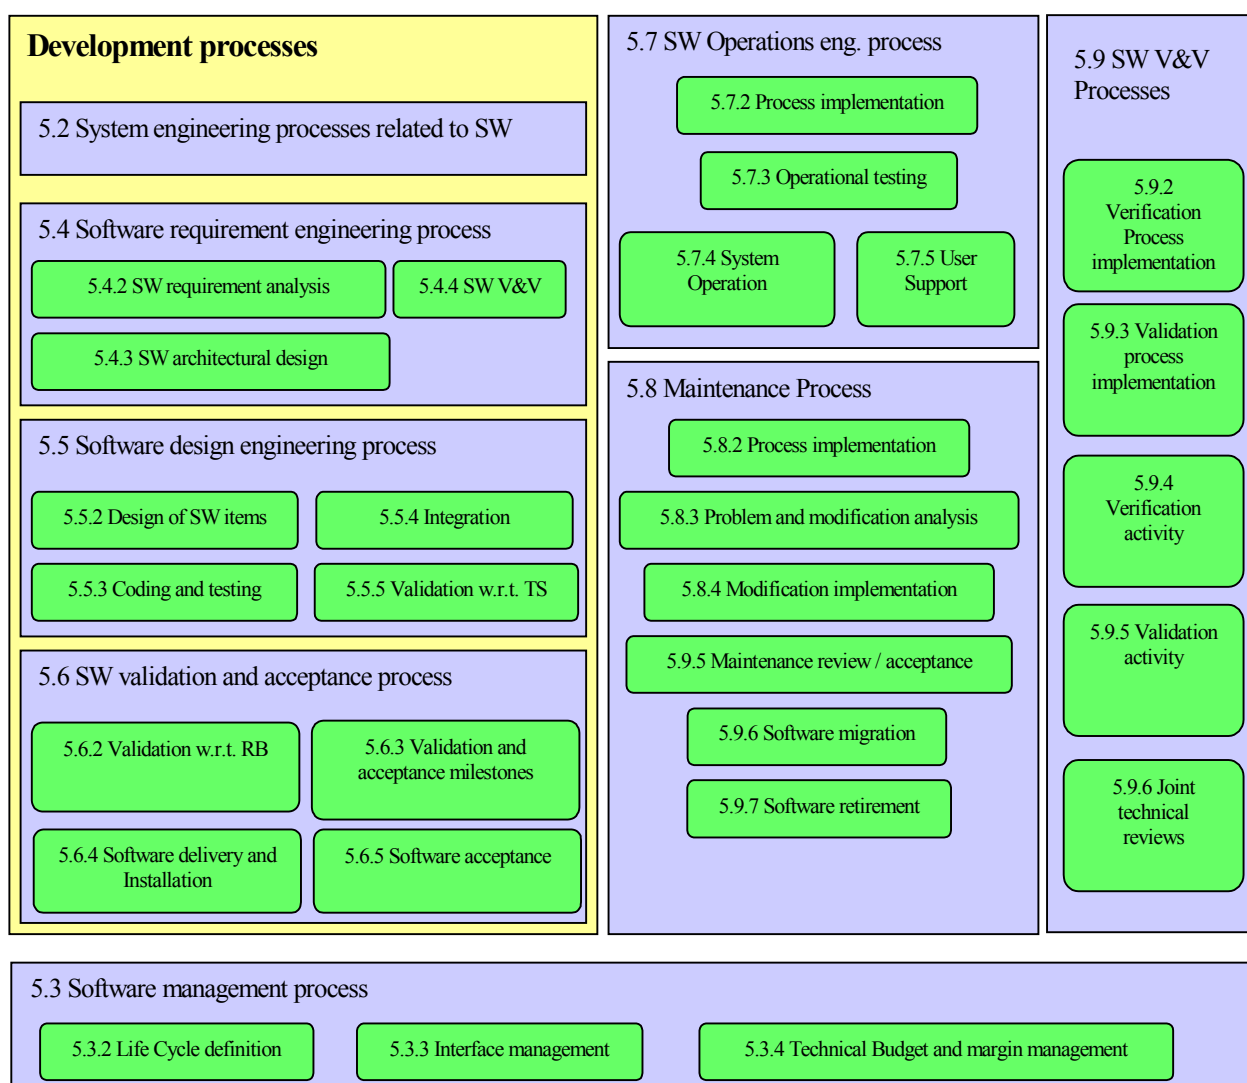 Development processes
5.2 System engineering processes related to SW
5.4 Software requirement engineering process
5.4.2 SW requirement analysis
5.4.4 SW V&V
5.4.3 SW architectural design
5.5 Software design engineering process
5.5.2 Design of SW items
5.5.4 Integration
5.5.3 Coding and testing
5.5.5 Validation w.r.t. TS
5.6 SW validation and acceptance process
5.6.2 Validation w.r.t. RB
5.6.3 Validation and
acceptance milestones
5.6.4 Software delivery and
Installation
5.6.5 Software acceptance
5.7 SW Operations eng. process
5.7.2 Process implementation
5.7.3 Operational testing
5.7.4 System
Operation
5.7.5 User
Support
5.8 Maintenance Process
5.8.2 Process implementation
5.8.3 Problem and modification analysis
5.8.4 Modification implementation
5.9.5 Maintenance review / acceptance
5.9.6 Software migration
5.9.7 Software retirement
5.9 SW V&V
Processes
5.9.2
Verification
Process
implementation
5.9.3 Validation
process
implementation
5.9.4
Verification
activity
5.9.5 Validation
activity
5.9.6 Joint
technical
reviews
5.3 Software management process
5.3.2 Life Cycle definition
5.3.3 Interface management
5.3.4 Technical Budget and margin management